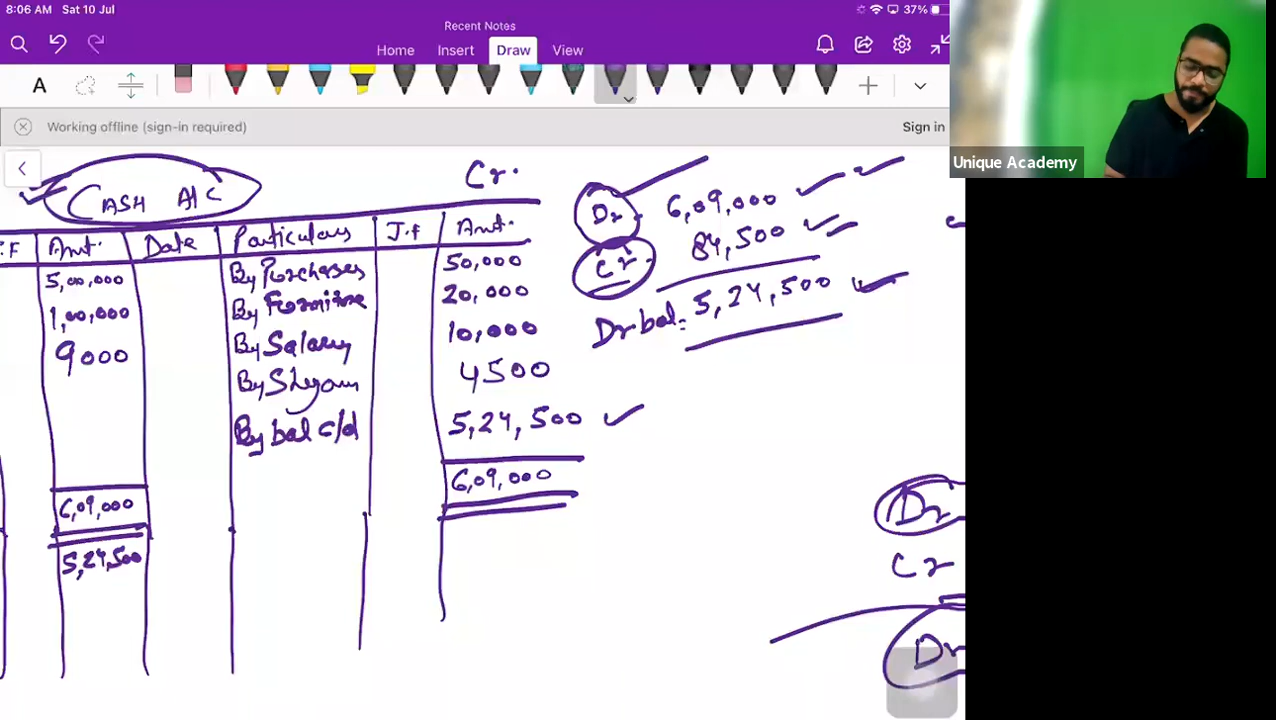 8:06 AM Sat 10 Jul
37%
Recent Notes
Home Insert Draw View
A
Working offline (sign-in required)
Sign in
Unique Academy
CASH A/C
Cr.
.F Amt. Date Particulars J.f Amt.
5,00,000 By Purchases 50,000
1,00,000 By Furniture 20,000
9000 By Salary 10,000
By Shyam 4500
By bal c/d 5,24,500
6,09,000 6,09,000
5,24,500
Dr. 6,09,000
Cr. 84,500
Dr bal: 5,24,500
Dr
Cr
Dr